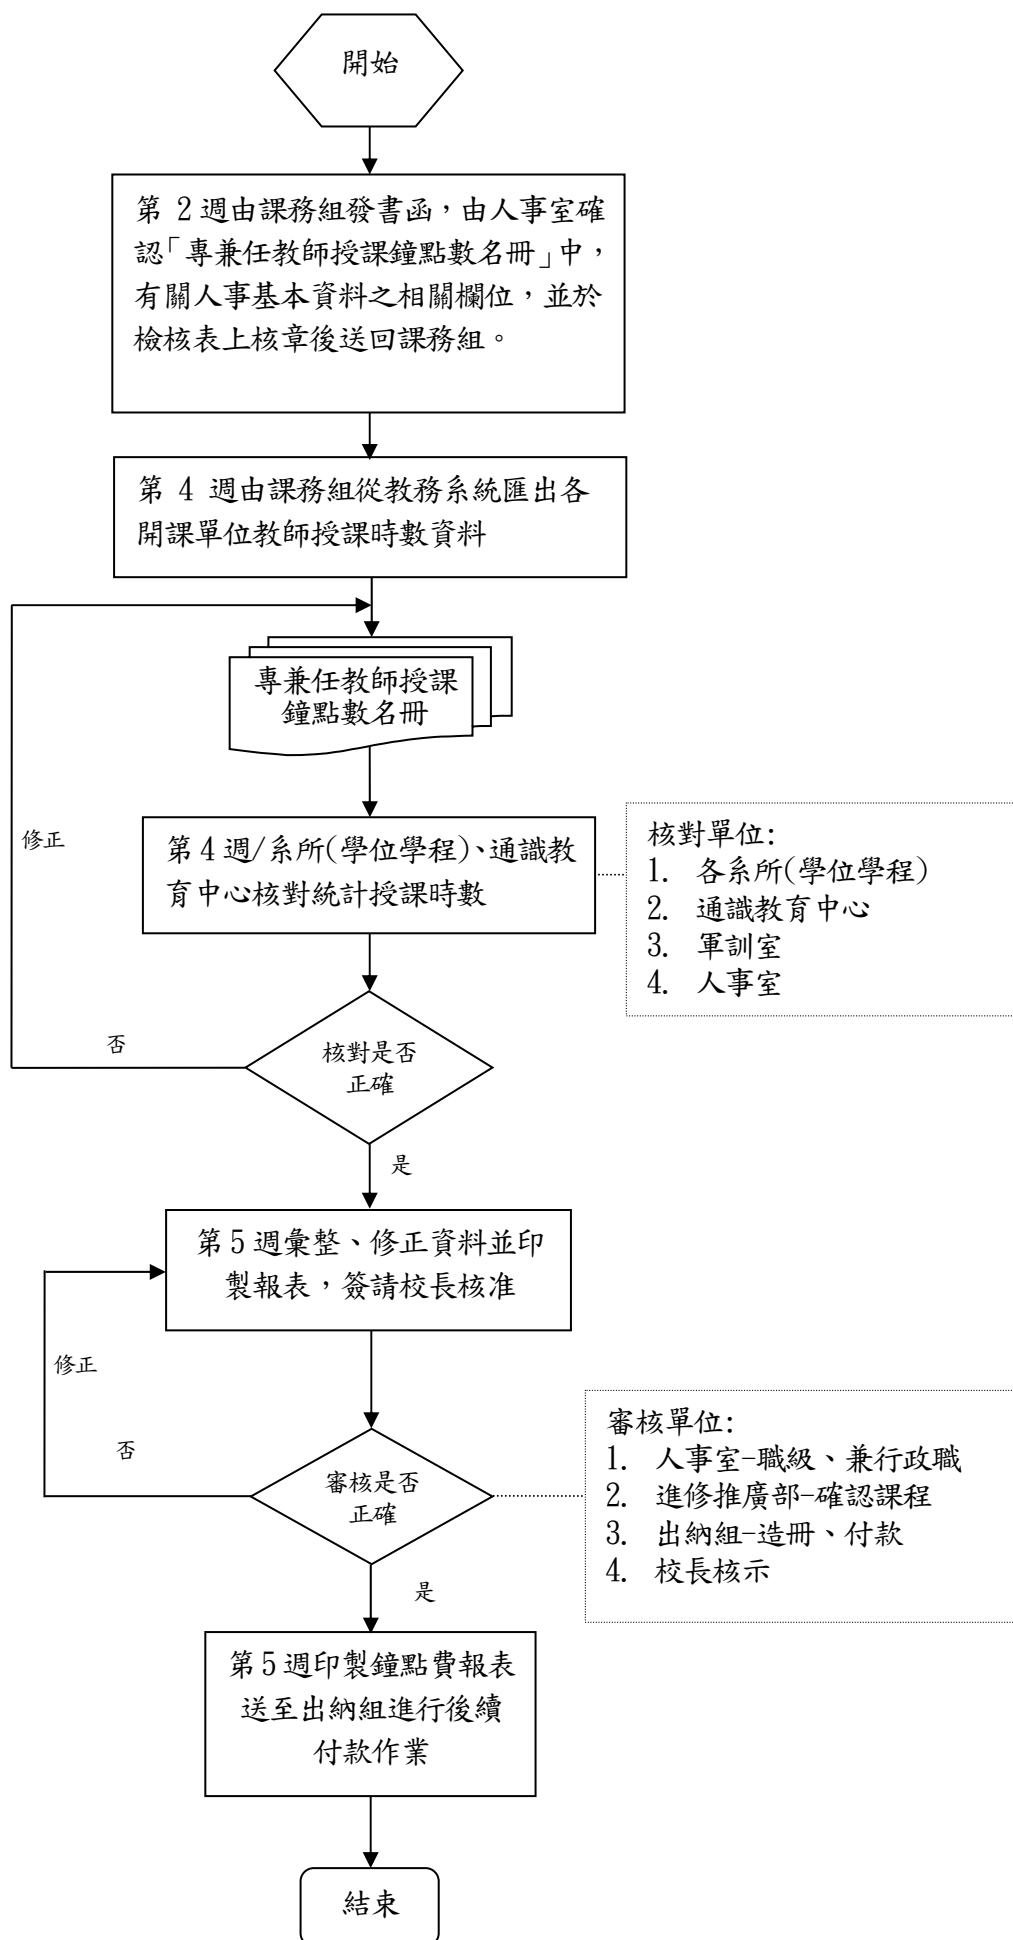 開始
第 2 週由課務組發書函，由人事室確
認「專兼任教師授課鐘點數名冊」中，
有關人事基本資料之相關欄位，並於
檢核表上核章後送回課務組。
第 4 週由課務組從教務系統匯出各
開課單位教師授課時數資料
專兼任教師授課
鐘點數名冊
修正
第 4 週/系所(學位學程)、通識教
育中心核對統計授課時數
核對單位:
1. 各系所(學位學程)
2. 通識教育中心
3. 軍訓室
4. 人事室
否
核對是否
正確
是
第 5 週彙整、修正資料並印
製報表，簽請校長核准
修正
否
審核是否
正確
審核單位:
1. 人事室-職級、兼行政職
2. 進修推廣部-確認課程
3. 出納組-造冊、付款
4. 校長核示
是
第 5 週印製鐘點費報表
送至出納組進行後續
付款作業
結束